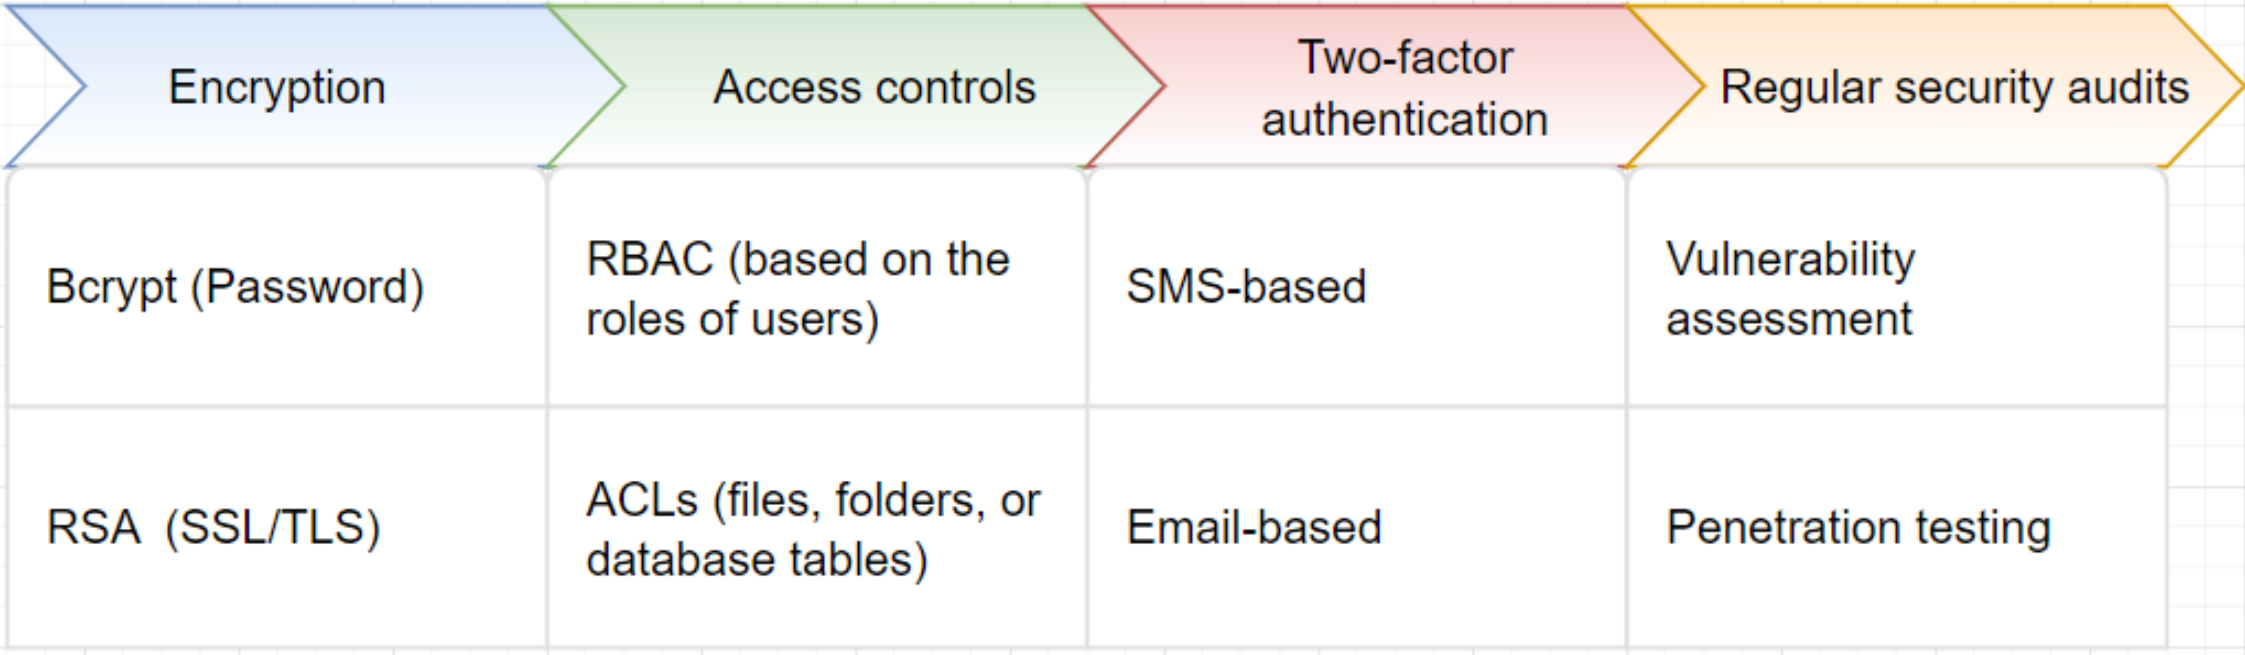 Encryption
Access controls
Two-factor
authentication
Regular security audits
Bcrypt (Password)
RBAC (based on the
roles of users)
SMS-based
Vulnerability
assessment
RSA  (SSL/TLS)
ACLs (files, folders, or
database tables)
Email-based
Penetration testing